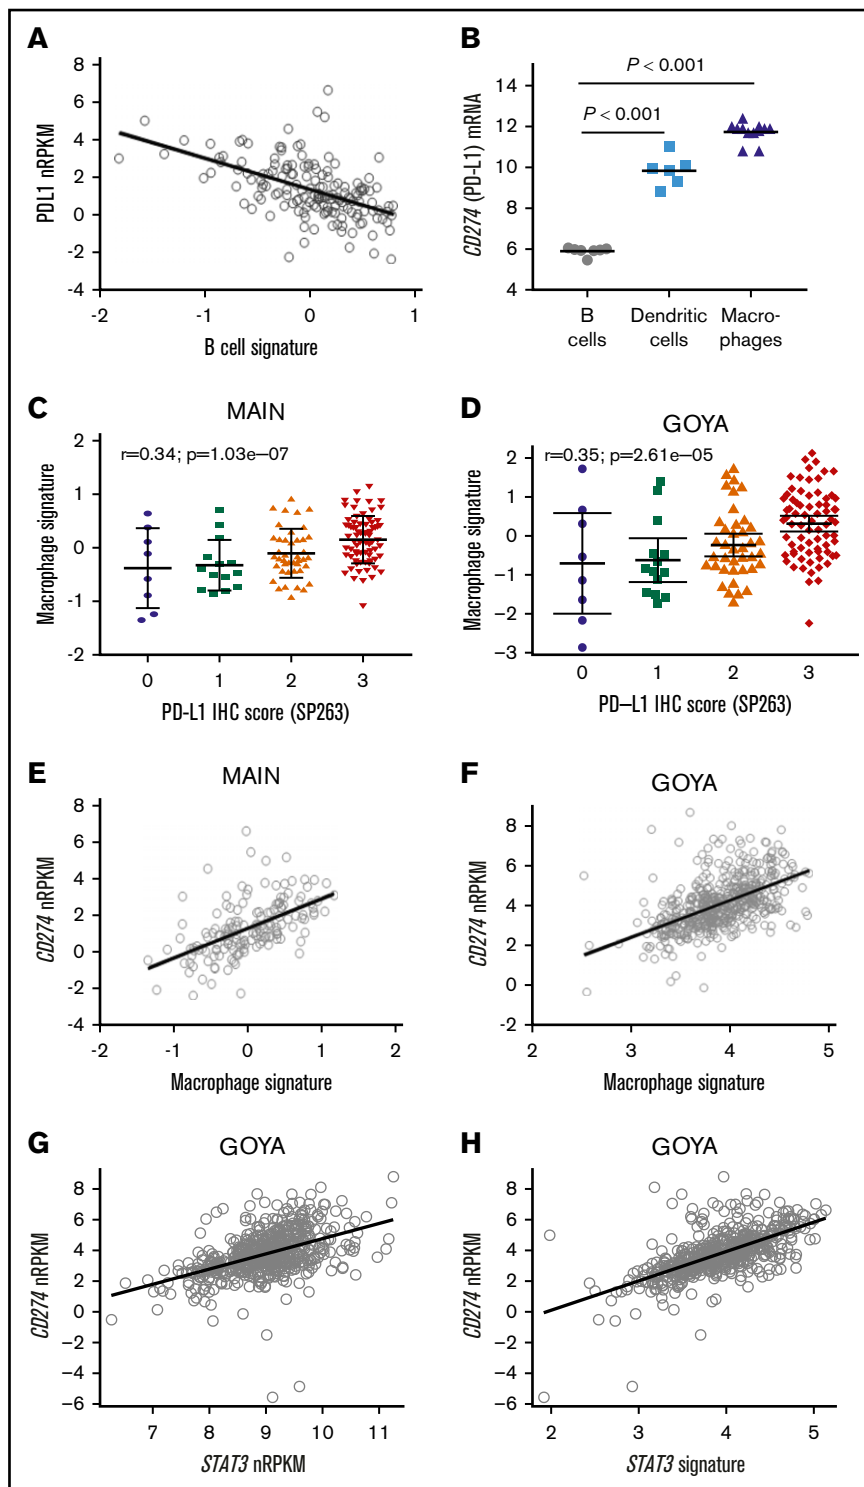 A
8
6
4
2
0
-2
-4
-2
-1
0
1
PDL1 nRPKM
B cell signature
B
14
12
10
8
6
4
CD274 (PD-L1) mRNA
P < 0.001
P < 0.001
B cells
Dendritic cells
Macro-phages
C
MAIN
r=0.34; p=1.03e–07
2
1
0
-1
-2
0
1
2
3
Macrophage signature
PD-L1 IHC score (SP263)
D
GOYA
r=0.35; p=2.61e–05
2
1
0
−1
−2
−3
0
1
2
3
Macrophage signature
PD–L1 IHC score (SP263)
E
MAIN
8
6
4
2
0
-2
-4
-2
-1
0
1
2
CD274 nRPKM
Macrophage signature
F
GOYA
8
6
4
2
0
-2
2
3
4
5
CD274 nRPKM
Macrophage signature
G
GOYA
8
6
4
2
0
−2
−4
−6
7
8
9
10
11
CD274 nRPKM
STAT3 nRPKM
H
GOYA
8
6
4
2
0
−2
−4
−6
2
3
4
5
CD274 nRPKM
STAT3 signature